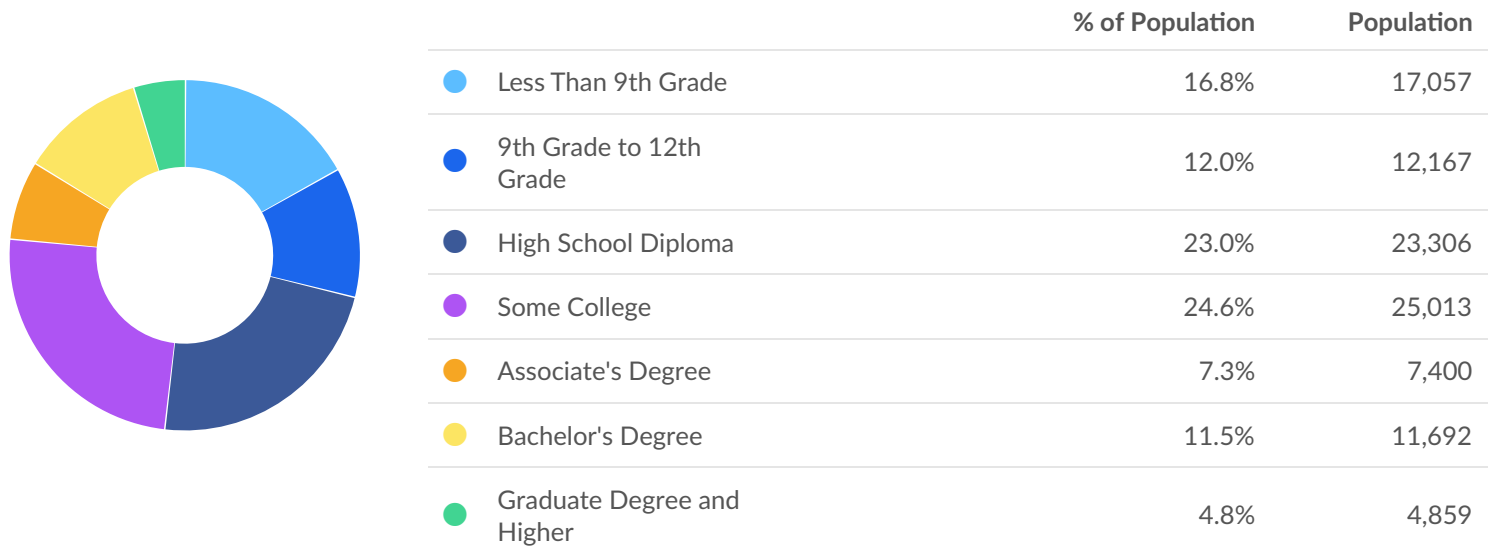 % of Population Population
Less Than 9th Grade 16.8% 17,057
9th Grade to 12th
Grade 12.0% 12,167
High School Diploma 23.0% 23,306
Some College 24.6% 25,013
Associate's Degree 7.3% 7,400
Bachelor's Degree 11.5% 11,692
Graduate Degree and
Higher 4.8% 4,859